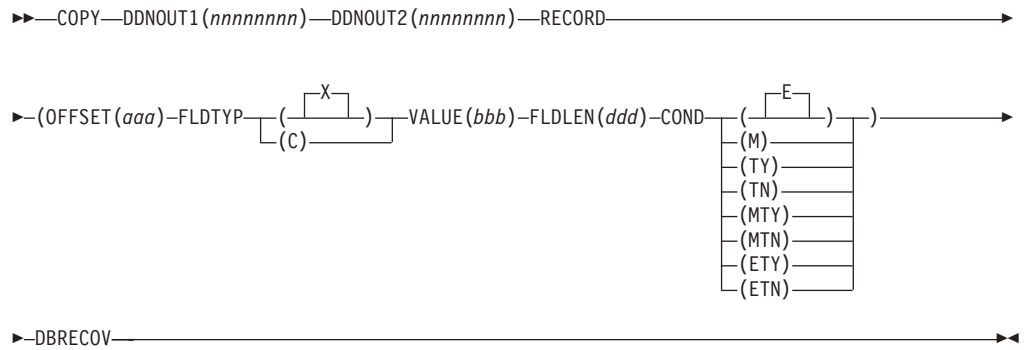 COPY DDNOUT1(nnnnnnnn) DDNOUT2(nnnnnnnn) RECORD
X E
(OFFSET(aaa) FLDTYP ( ) VALUE(bbb) FLDLEN(ddd) COND ( ) )
(C) (M)
(TY)
(TN)
(MTY)
(MTN)
(ETY)
(ETN)
DBRECOV